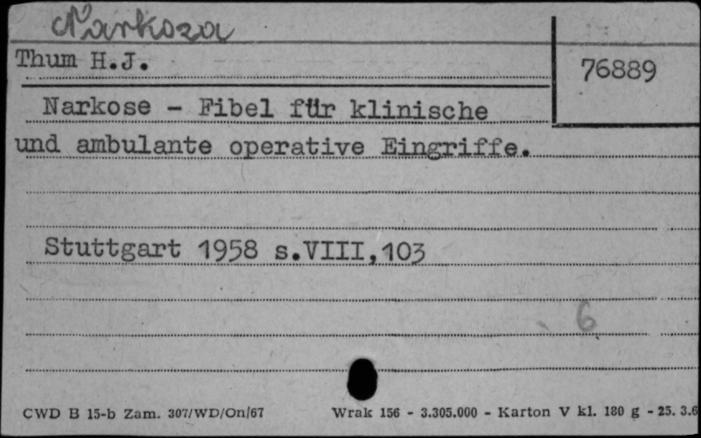 Narkoza
Thum H.J.
76889
Narkose - Fibel für klinische
und ambulante operative Eingriffe.
Stuttgart 1958 s.VIII,103
6
CWD B 15-b Zam. 307/WD/On/67 Wrak 156 - 3.305.000 - Karton V kl. 180 g - 25. 3.6